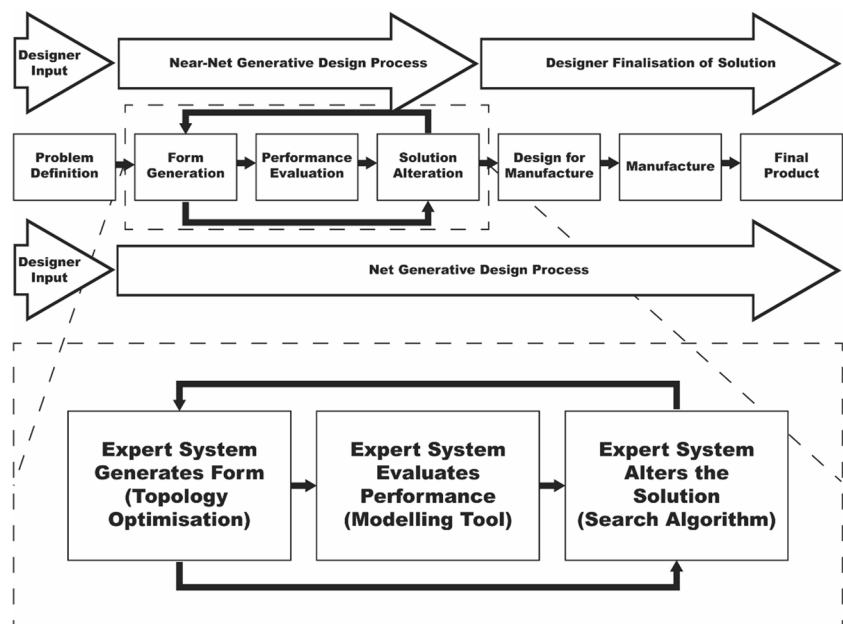 Designer
Input
Near-Net Generative Design Process
Designer Finalisation of Solution
Problem
Definition
Form
Generation
Performance
Evaluation
Solution
Alteration
Design for
Manufacture
Manufacture
Final
Product
Designer
Input
Net Generative Design Process
Expert System
Generates Form
(Topology
Optimisation)
Expert System
Evaluates
Performance
(Modelling Tool)
Expert System
Alters the
Solution
(Search Algorithm)